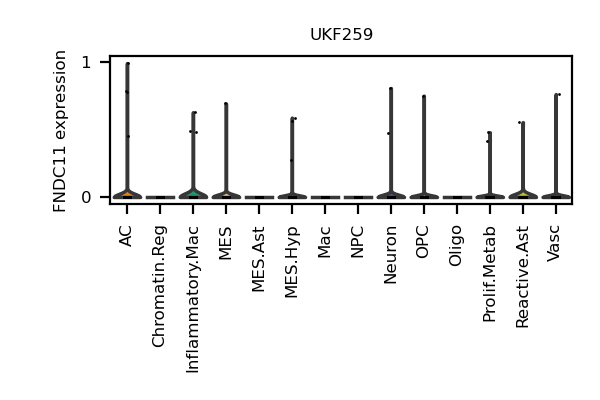 UKF259
FNDC11 expression
1
0
AC
Chromatin.Reg
Inflammatory.Mac
MES
MES.Ast
MES.Hyp
Mac
NPC
Neuron
OPC
Oligo
Prolif.Metab
Reactive.Ast
Vasc